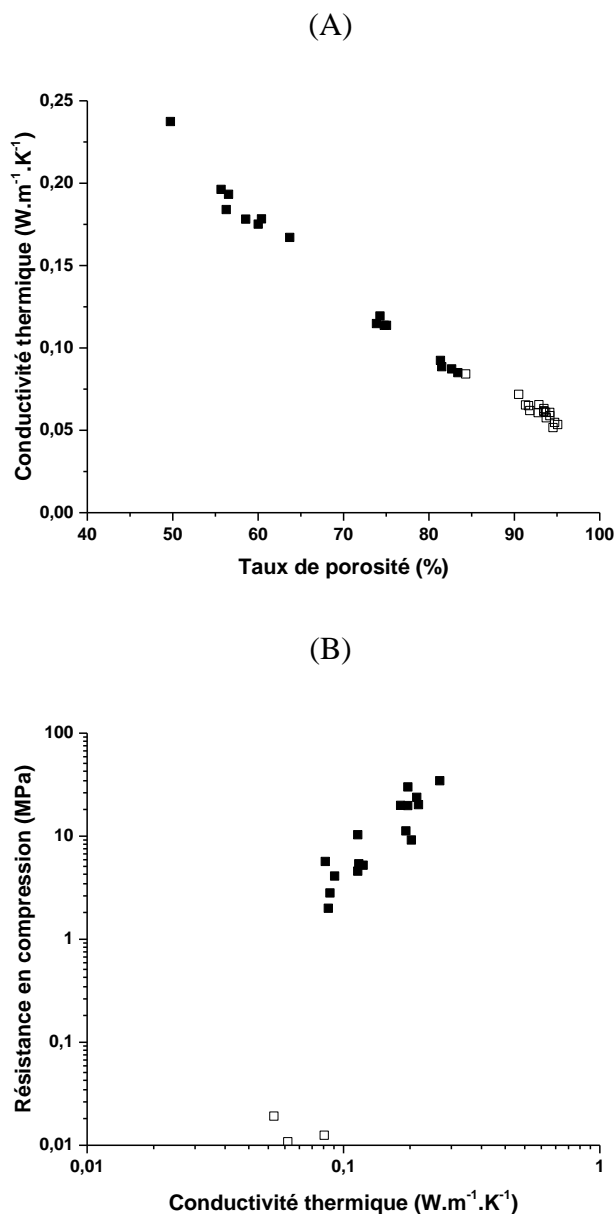 (A)
0,25
0,20
0,15
0,10
0,05
0,00
Conductivité thermique (W.m⁻¹.K⁻¹)
40 50 60 70 80 90 100
Taux de porosité (%)
(B)
100
10
1
0,1
0,01
Résistance en compression (MPa)
0,01 0,1 1
Conductivité thermique (W.m⁻¹.K⁻¹)